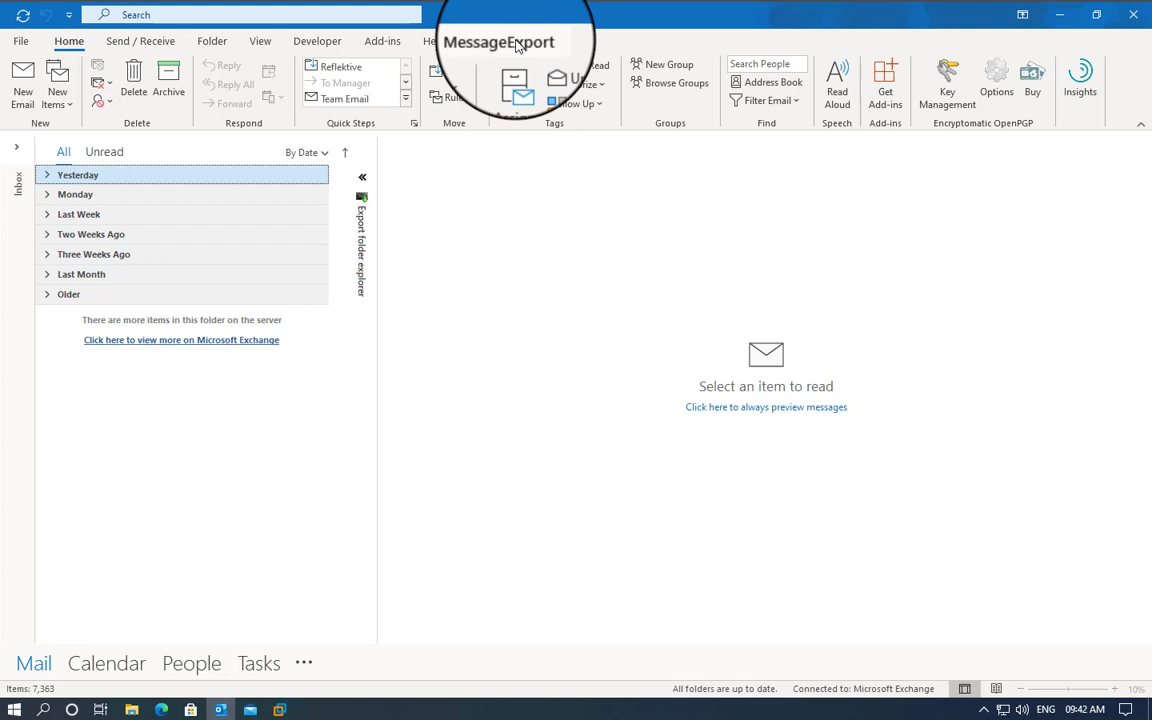 Search
File Home Send / Receive Folder View Developer Add-ins MessageExport
New Email
New Items
New
Delete
Archive
Delete
Reply
Reply All
Forward
Respond
Reflektive
To Manager
Team Email
Quick Steps
Move
Tags
New Group
Browse Groups
Groups
Search People
Address Book
Filter Email
Find
Read Aloud
Speech
Get Add-ins
Add-ins
Key Management
Options
Buy
Encryptomatic OpenPGP
Insights
Inbox
All Unread By Date
Yesterday
Monday
Last Week
Two Weeks Ago
Three Weeks Ago
Last Month
Older
There are more items in this folder on the server
Click here to view more on Microsoft Exchange
Export folder explorer
Select an item to read
Click here to always preview messages
Mail Calendar People Tasks
Items: 7,363
All folders are up to date. Connected to: Microsoft Exchange
10%
ENG 09:42 AM